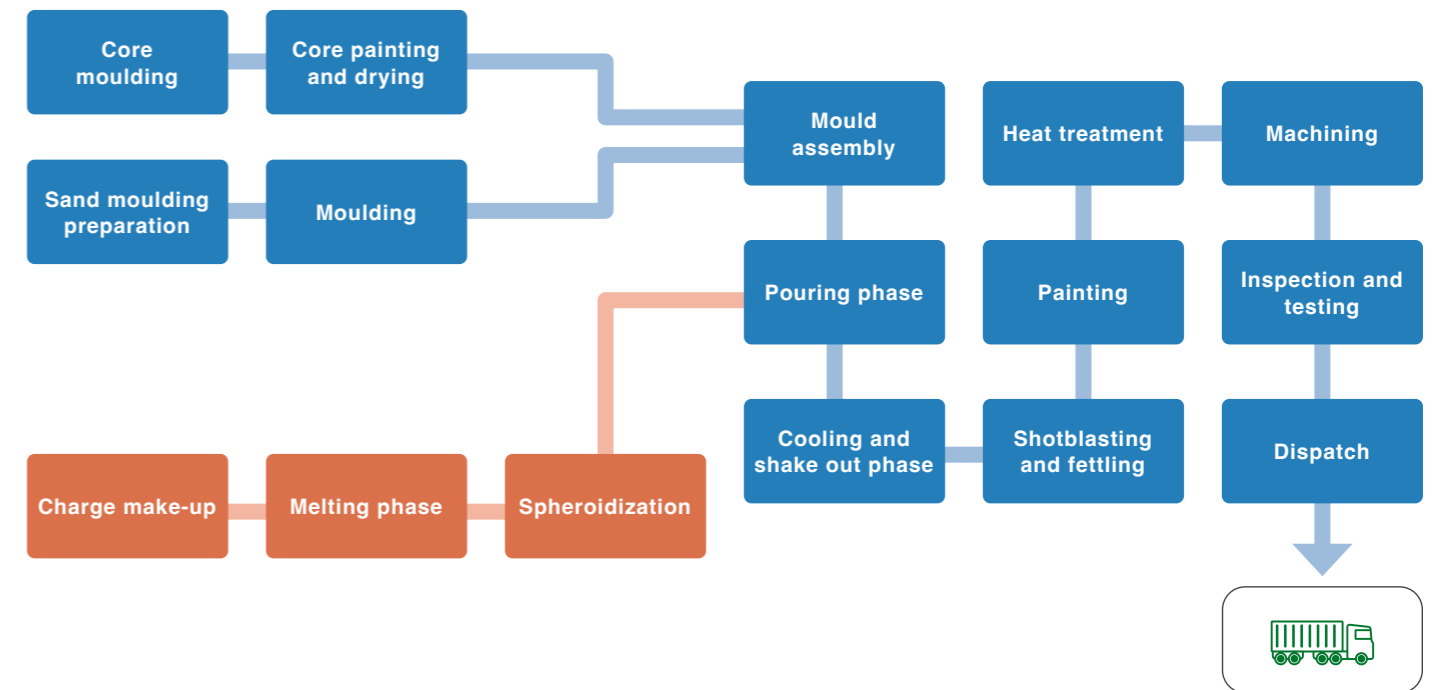 Core
moulding
Core painting
and drying
Sand moulding
preparation
Moulding
Charge make-up
Melting phase
Spheroidization
Mould
assembly
Pouring phase
Cooling and
shake out phase
Shotblasting
and fettling
Painting
Heat treatment
Machining
Inspection and
testing
Dispatch